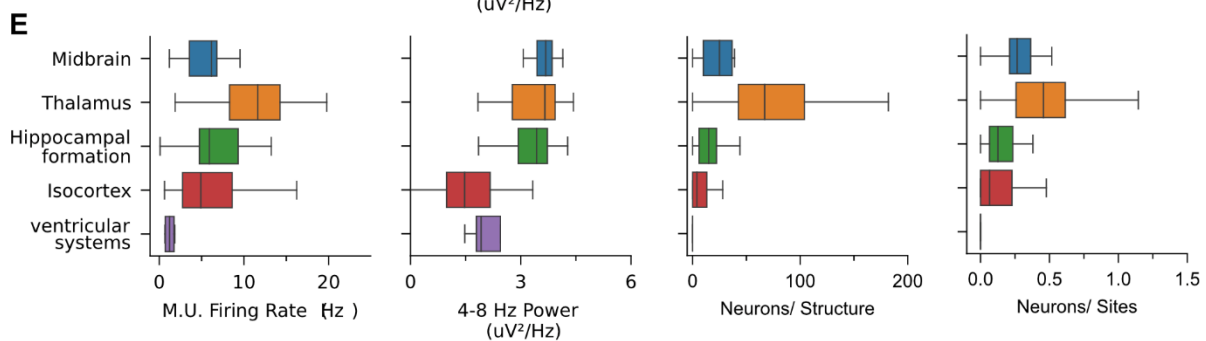 (uV²/Hz)
E
Midbrain
Thalamus
Hippocampal
formation
Isocortex
ventricular
systems
0 10 20
M.U. Firing Rate (Hz )
0 3 6
4-8 Hz Power
(uV²/Hz)
0 100 200
Neurons/ Structure
0.0 0.5 1.0 1.5
Neurons/ Sites